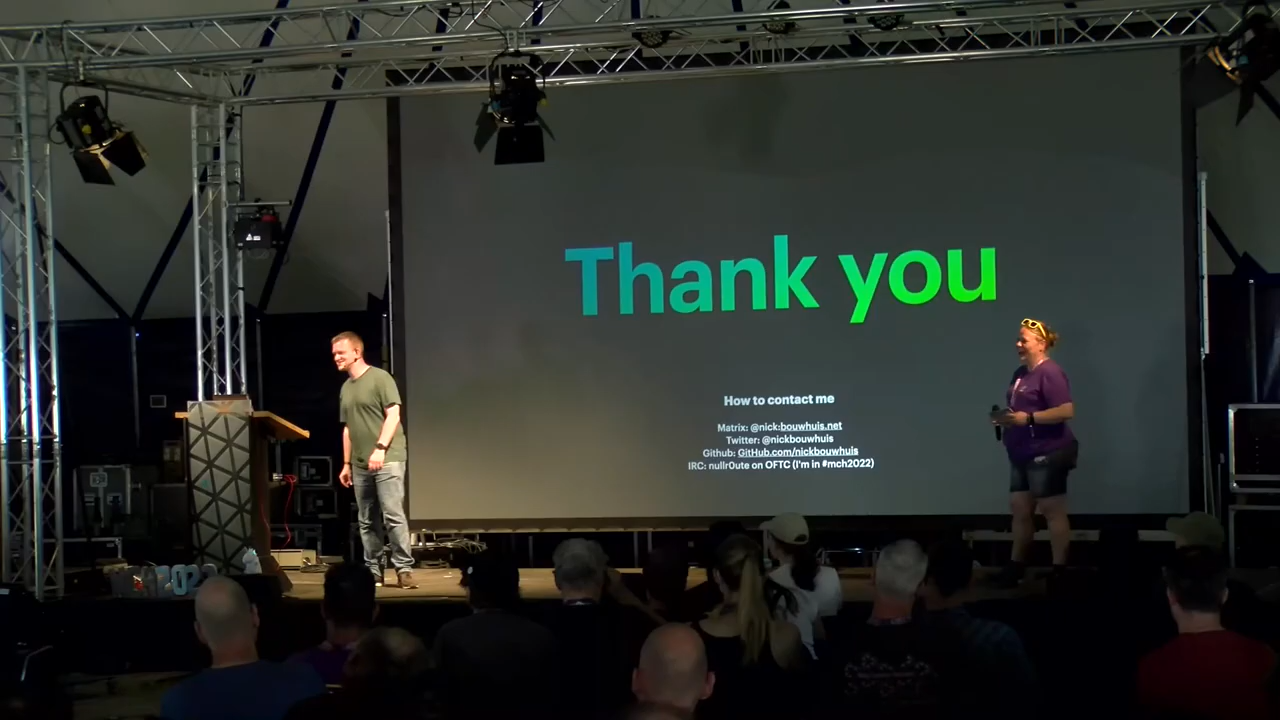 Thank you
How to contact me
Matrix: @nick:bouwhuis.net
Twitter: @nickbouwhuis
Github: GitHub.com/nickbouwhuis
IRC: nullr0ute on OFTC (I'm in #mch2022)